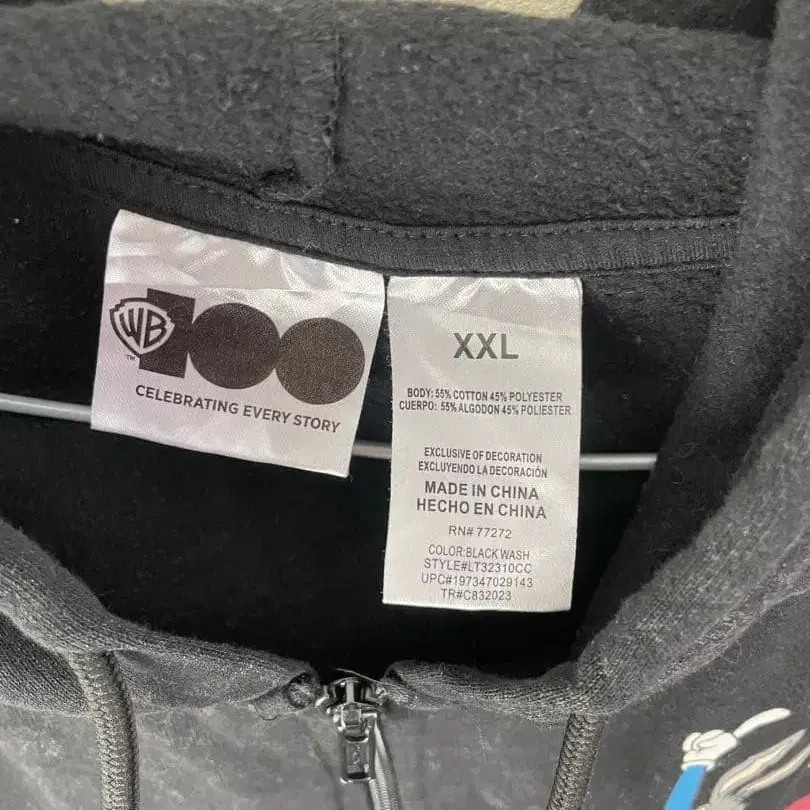 WB
TM
100
CELEBRATING EVERY STORY
XXL
BODY: 55% COTTON 45% POLYESTER
CUERPO: 55% ALGODON 45% POLIESTER
EXCLUSIVE OF DECORATION
EXCLUYENDO LA DECORACIÓN
MADE IN CHINA
HECHO EN CHINA
RN# 77272
COLOR:BLACK WASH
STYLE#LT32310CC
UPC#197347029143
TR#C832023